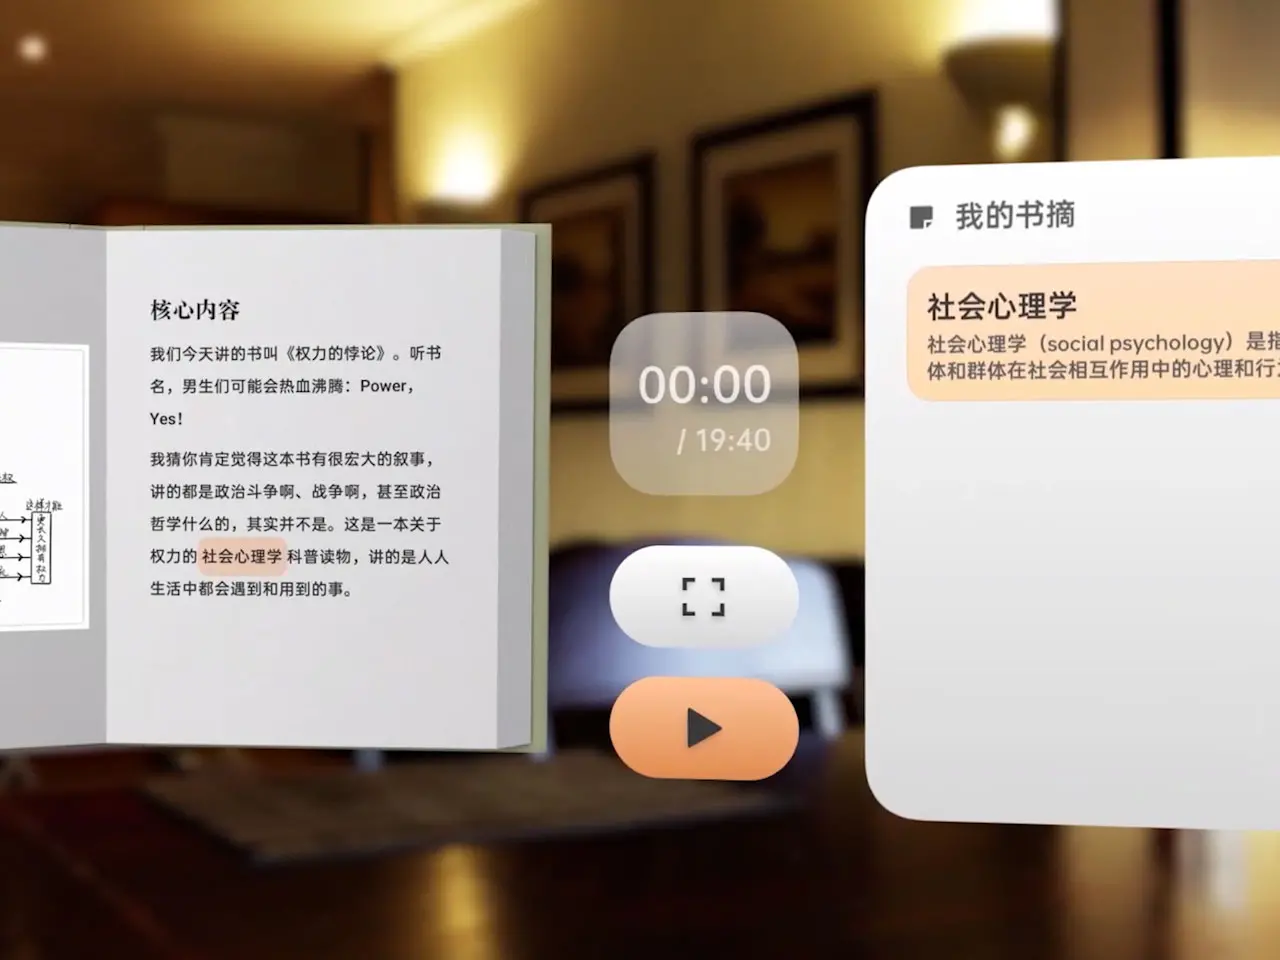 核心内容
我们今天讲的书叫《权力的悖论》。听书
名，男生们可能会热血沸腾：Power，
Yes！
我猜你肯定觉得这本书有很宏大的叙事，
讲的都是政治斗争啊、战争啊，甚至政治
哲学什么的，其实并不是。这是一本关于
权力的 社会心理学 科普读物，讲的是人人
生活中都会遇到和用到的事。
00:00
/ 19:40
我的书摘
社会心理学
社会心理学（social psychology）是指
体和群体在社会相互作用中的心理和行